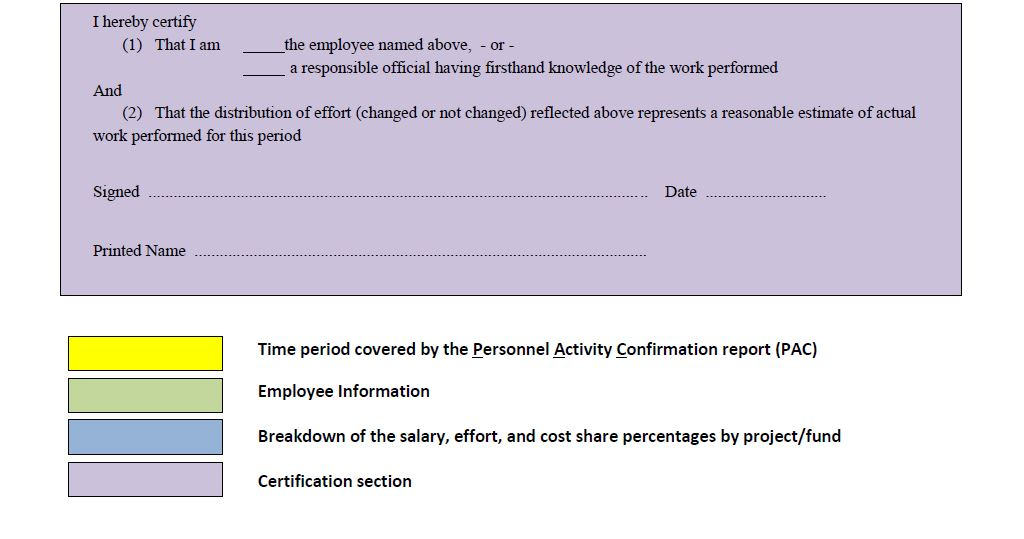 I hereby certify
(1) That I am _____the employee named above, - or -
_____ a responsible official having firsthand knowledge of the work performed
And
(2) That the distribution of effort (changed or not changed) reflected above represents a reasonable estimate of actual
work performed for this period
Signed ........................................................................................................................ Date .............................
Printed Name .............................................................................................................
Time period covered by the Personnel Activity Confirmation report (PAC)
Employee Information
Breakdown of the salary, effort, and cost share percentages by project/fund
Certification section